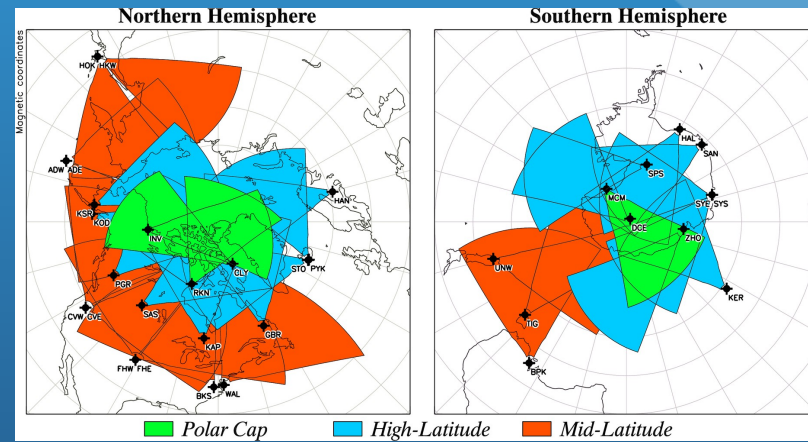 Northern Hemisphere
Southern Hemisphere
Magnetic coordinates
HOK HKW
ADW ADE
KSR
KOD
INV
HAN
STO PYK
CLY
RKN
PGR
SAS
CVW CVE
GBR
KAP
FHW FHE
BKS
WAL
HAL
SAN
SPS
MCM
SYE SYS
DCE
ZHO
UNW
KER
TIG
BPK
Polar Cap
High-Latitude
Mid-Latitude